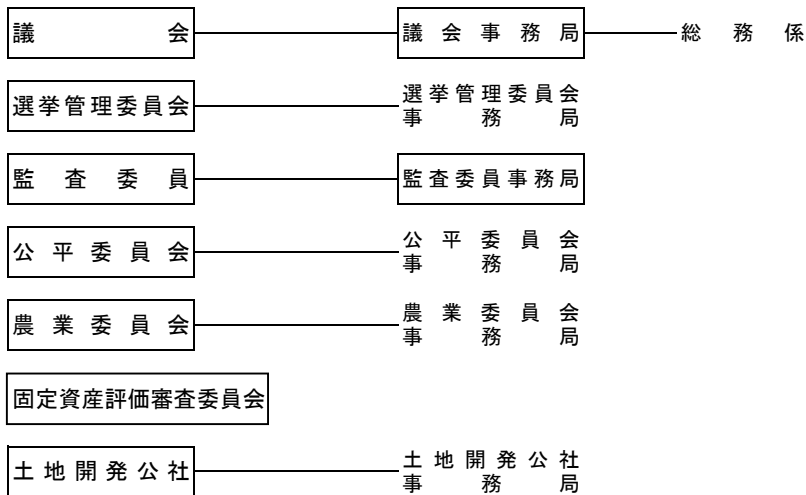 議会 議会事務局 総務係
選挙管理委員会 選挙管理委員会
事務局
監査委員 監査委員事務局
公平委員会 公平委員会
事務局
農業委員会 農業委員会
事務局
固定資産評価審査委員会
土地開発公社 土地開発公社
事務局